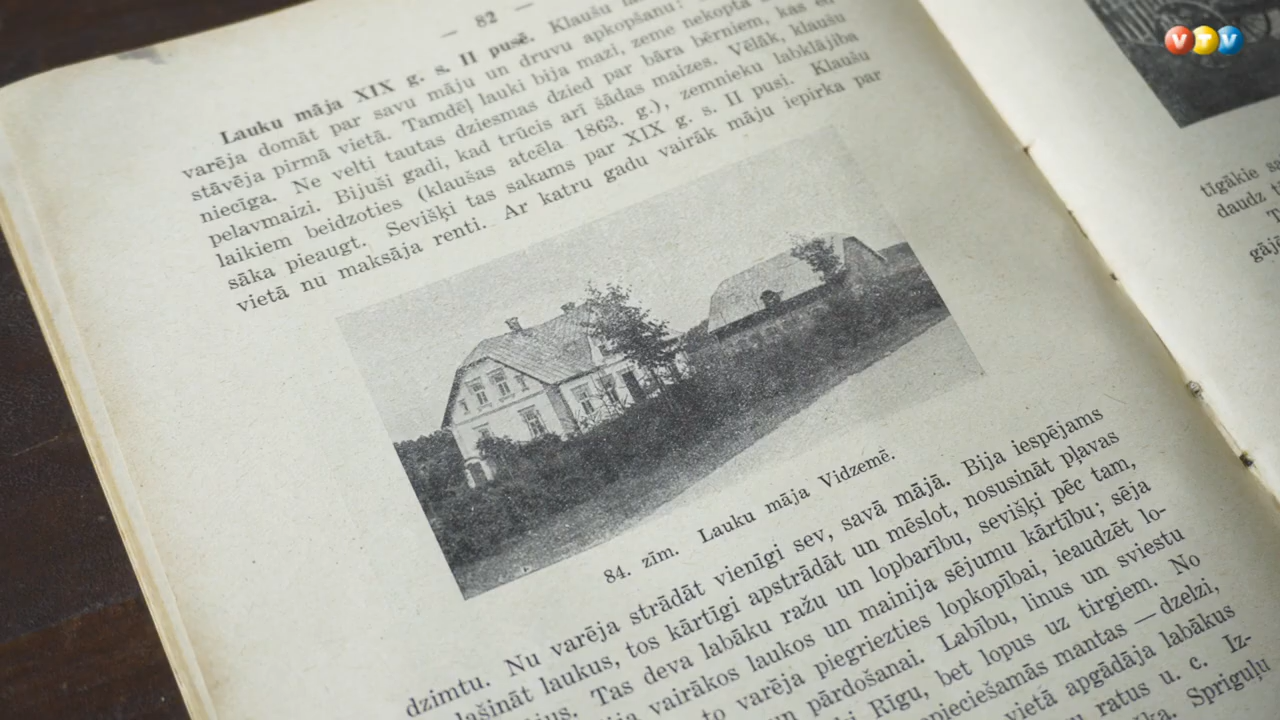 VTV
— 82 —
Lauku māja XIX g. s. II pusē. Klaušu
varēja domāt par savu māju un druvu apkopšanu:
stāvēja pirmā vietā. Tamdēļ lauki bija mazi, zeme nekopta
niecīga. Ne velti tautas dziesmas dzied par bāra bērniem, kas
pelavmaizi. Bijuši gadi, kad trūcis arī šādas maizes. Vēlāk, klaušu
laikiem beidzoties (klaušas atcēla 1863. g.), zemnieku labklājība
sāka pieaugt. Sevišķi tas sakams par XIX g. s. II pusi. Klaušu
vietā nu maksāja renti. Ar katru gadu vairāk māju iepirka par
84. zīm. Lauku māja Vidzemē.
dzimtu. Nu varēja strādāt vienīgi sev, savā mājā. Bija iespējams
lašināt laukus, tos kārtīgi apstrādāt un mēslot, nosusināt pļavas
Tas deva labāku ražu un lopbarību, sevišķi pēc tam,
vairākos laukos un mainija sējumu kārtību; sēja
to varēja piegriezties lopkopībai, ieaudzēt lo-
un pārdošanai. Labību, linus un sviestu
Rīgu, bet lopus uz tirgiem. No
mantas — dzelzi,
vietā apgādāja labākus
ratus u. c. Iz-
Spriguļu
tīgākie
daudz